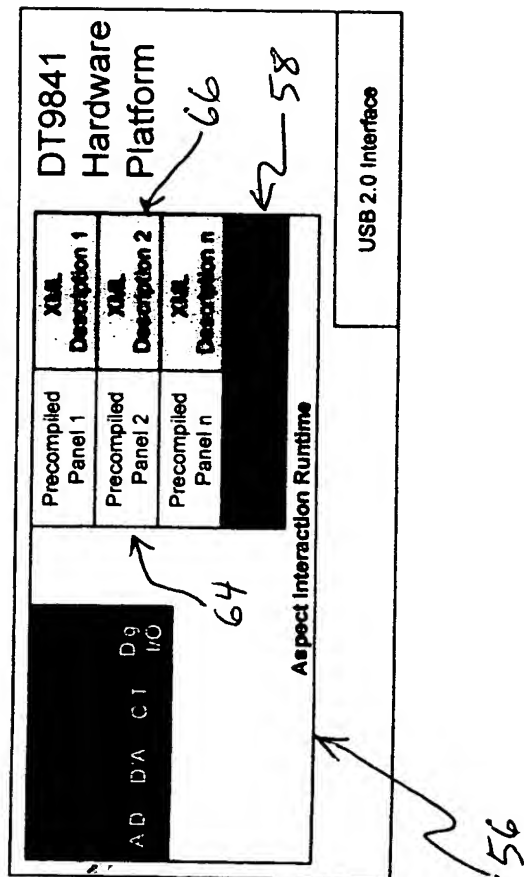 DT9841
Hardware
Platform
66
58
Precompiled
Panel 1
XML
Description 1
Precompiled
Panel 2
XML
Description 2
Precompiled
Panel n
XML
Description n
64
AD D/A CT Dg
I/O
Aspect Interaction Runtime
USB 2.0 Interface
56